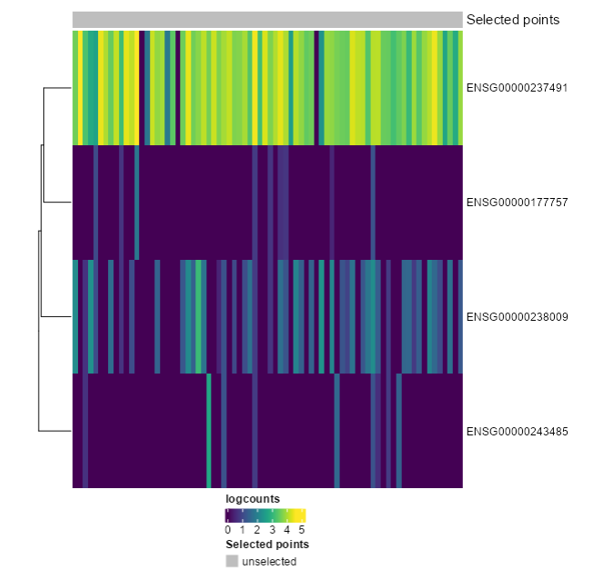 Selected points
ENSG00000237491
ENSG00000177757
ENSG00000238009
ENSG00000243485
logcounts
0 1 2 3 4 5
Selected points
unselected